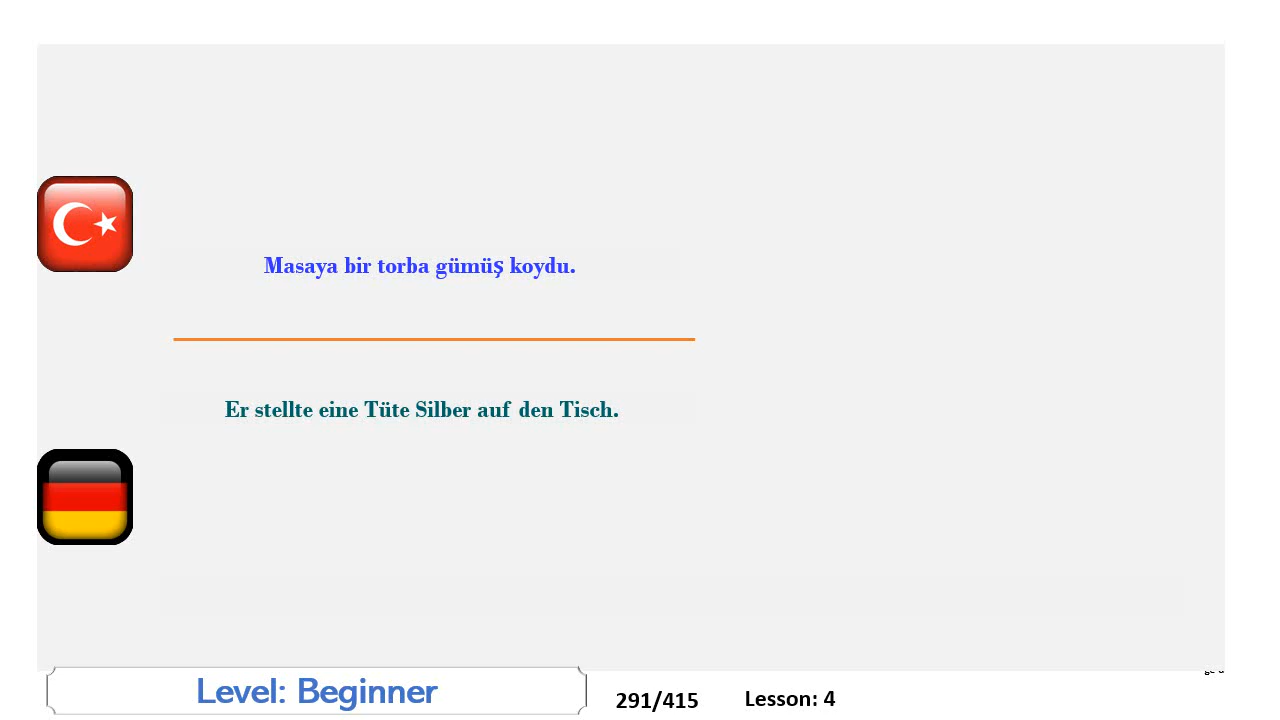 Masaya bir torba gümüş koydu.
Er stellte eine Tüte Silber auf den Tisch.
Level: Beginner
291/415
Lesson: 4